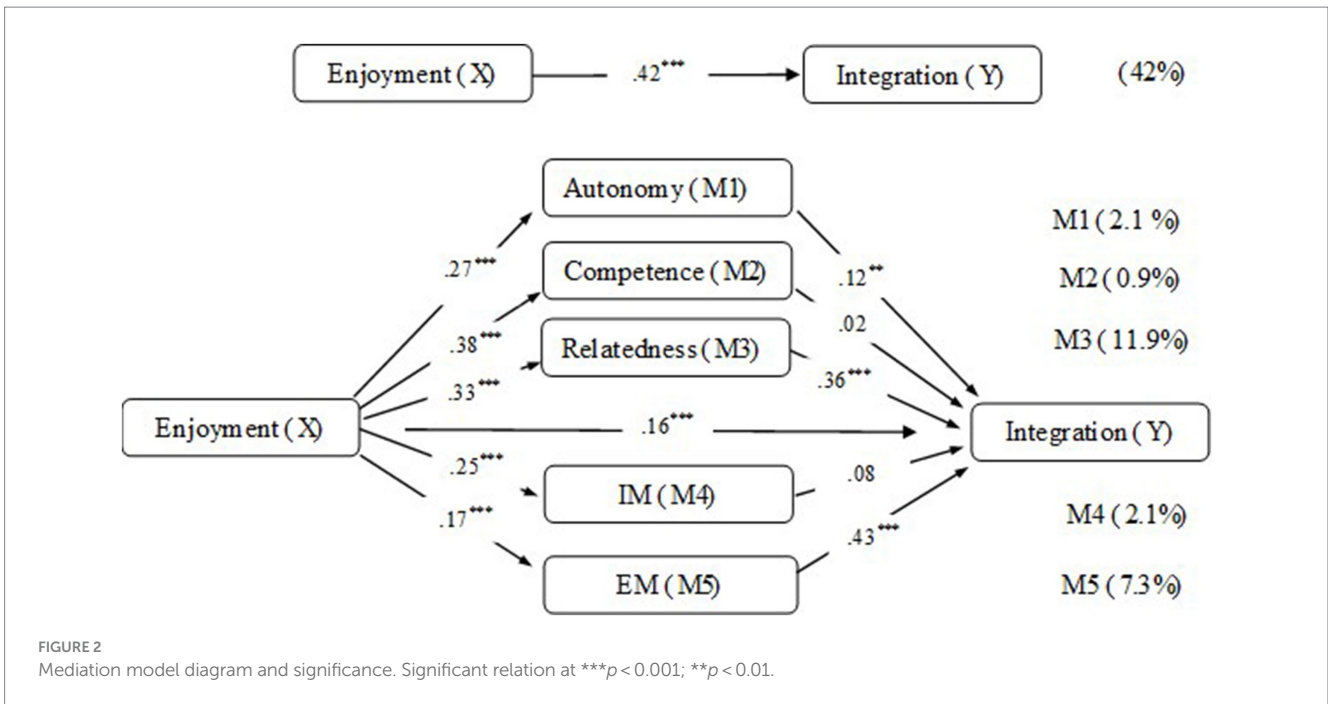 Enjoyment (X) .42*** Integration (Y) (42%)
Autonomy (M1)
M1 (2.1 %)
.27*** Competence (M2) .12** M2 (0.9%)
.02
.38*** Relatedness (M3) M3 (11.9%)
.33*** .36***
Enjoyment (X) .16*** Integration (Y)
.25*** .08
IM (M4)
.17*** M4 (2.1%)
.43***
EM (M5) M5 (7.3%)
FIGURE 2
Mediation model diagram and significance. Significant relation at ***p < 0.001; **p < 0.01.